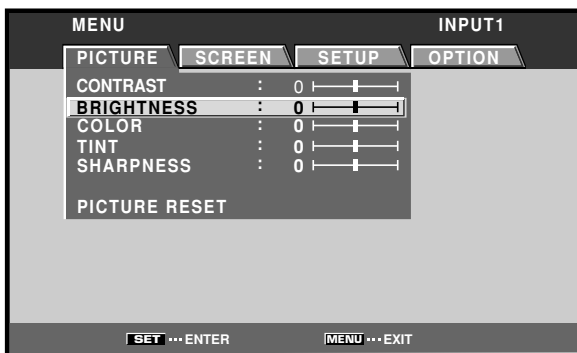 MENU INPUT1
PICTURE SCREEN SETUP OPTION
CONTRAST : 0
BRIGHTNESS : 0
COLOR : 0
TINT : 0
SHARPNESS : 0
PICTURE RESET
SET ··· ENTER MENU ··· EXIT